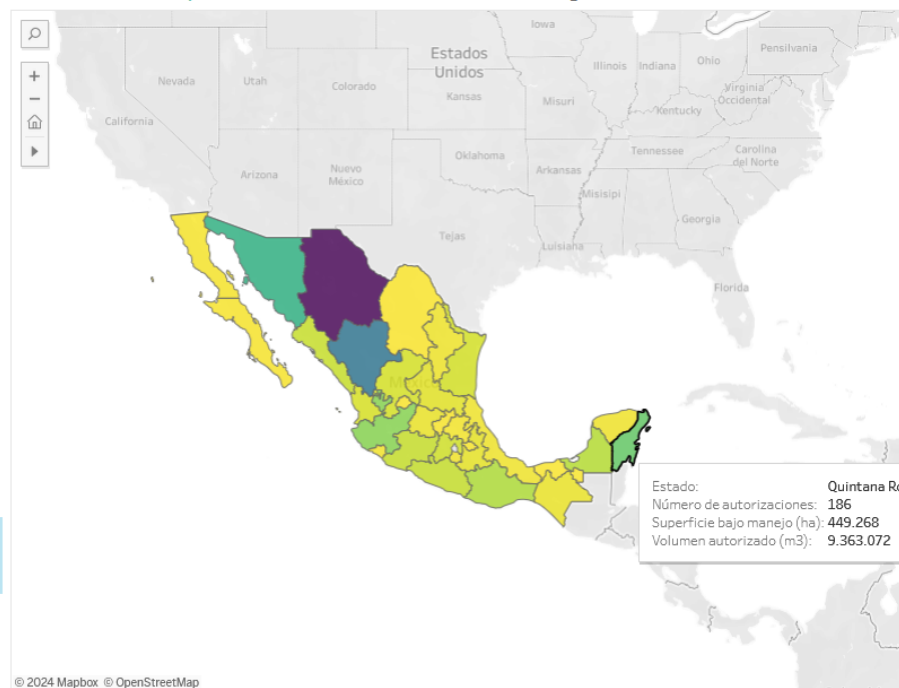 Iowa
Estados
Unidos
Pensilvania
Nevada
Utah
Colorado
Kansas
Illinois
Indiana
Ohio
Misuri
Virginia
Occidental
Kentucky
California
Oklahoma
Tennessee
Carolina
del Norte
Arizona
Nuevo
México
Arkansas
Misisipi
Georgia
Tejas
Luisiana
Florida
México
Estado: Quintana Ro
Número de autorizaciones: 186
Superficie bajo manejo (ha): 449.268
Volumen autorizado (m3): 9.363.072
© 2024 Mapbox © OpenStreetMap